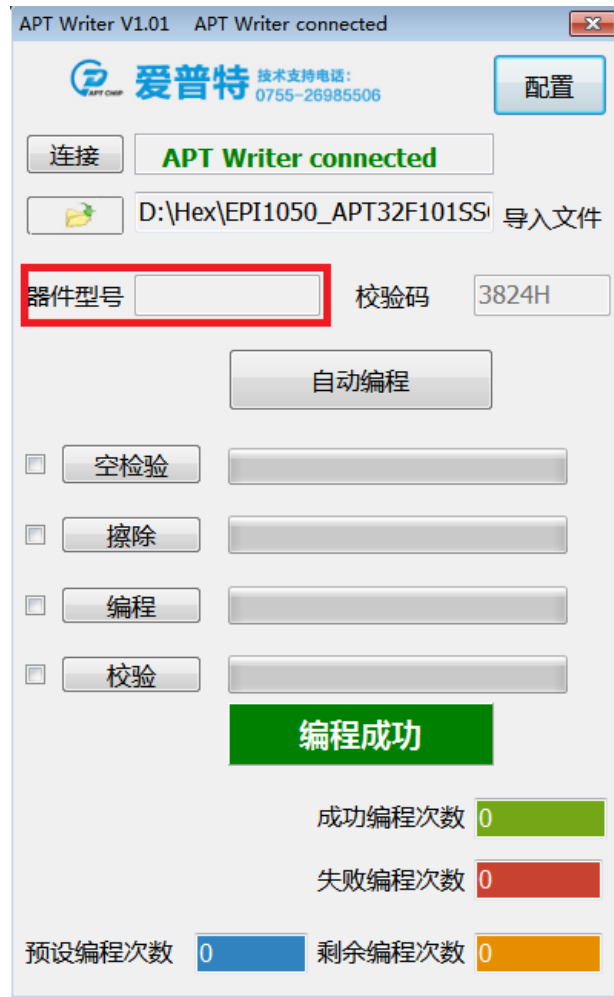 APT Writer V1.01 APT Writer connected
APT CHIP
爱普特
技术支持电话:
0755-26985506
配置
连接
APT Writer connected
D:\Hex\EPI1050_APT32F101SS
导入文件
器件型号
校验码
3824H
自动编程
空检验
擦除
编程
校验
编程成功
成功编程次数 0
失败编程次数 0
预设编程次数 0
剩余编程次数 0